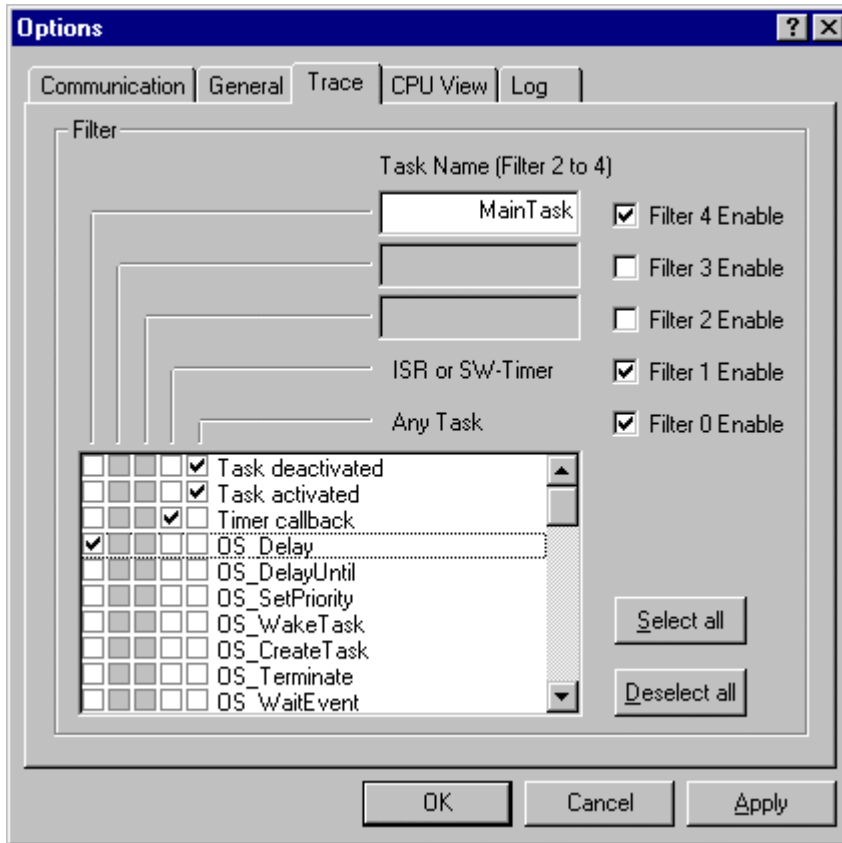 Options
Communication General Trace CPU View Log
Filter
Task Name (Filter 2 to 4)
MainTask Filter 4 Enable
Filter 3 Enable
Filter 2 Enable
ISR or SW-Timer Filter 1 Enable
Any Task Filter 0 Enable
Task deactivated
Task activated
Timer callback
OS_Delay
OS_DelayUntil
OS_SetPriority
OS_WakeTask
OS_CreateTask
OS_Terminate
OS_WaitEvent
Select all
Deselect all
OK Cancel Apply